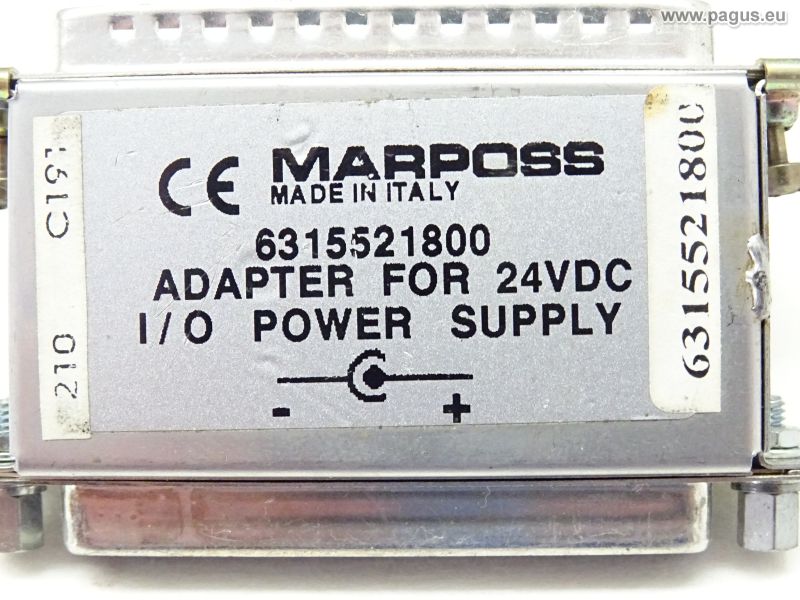 www.pagus.eu
CE MARPOSS
MADE IN ITALY
6315521800
ADAPTER FOR 24VDC
I/O POWER SUPPLY
- +
210 C191
6315521800